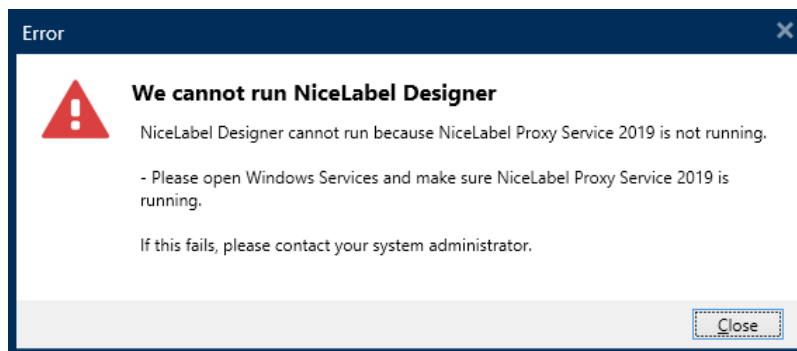 Error
We cannot run NiceLabel Designer
NiceLabel Designer cannot run because NiceLabel Proxy Service 2019 is not running.
- Please open Windows Services and make sure NiceLabel Proxy Service 2019 is
running.
If this fails, please contact your system administrator.
Close